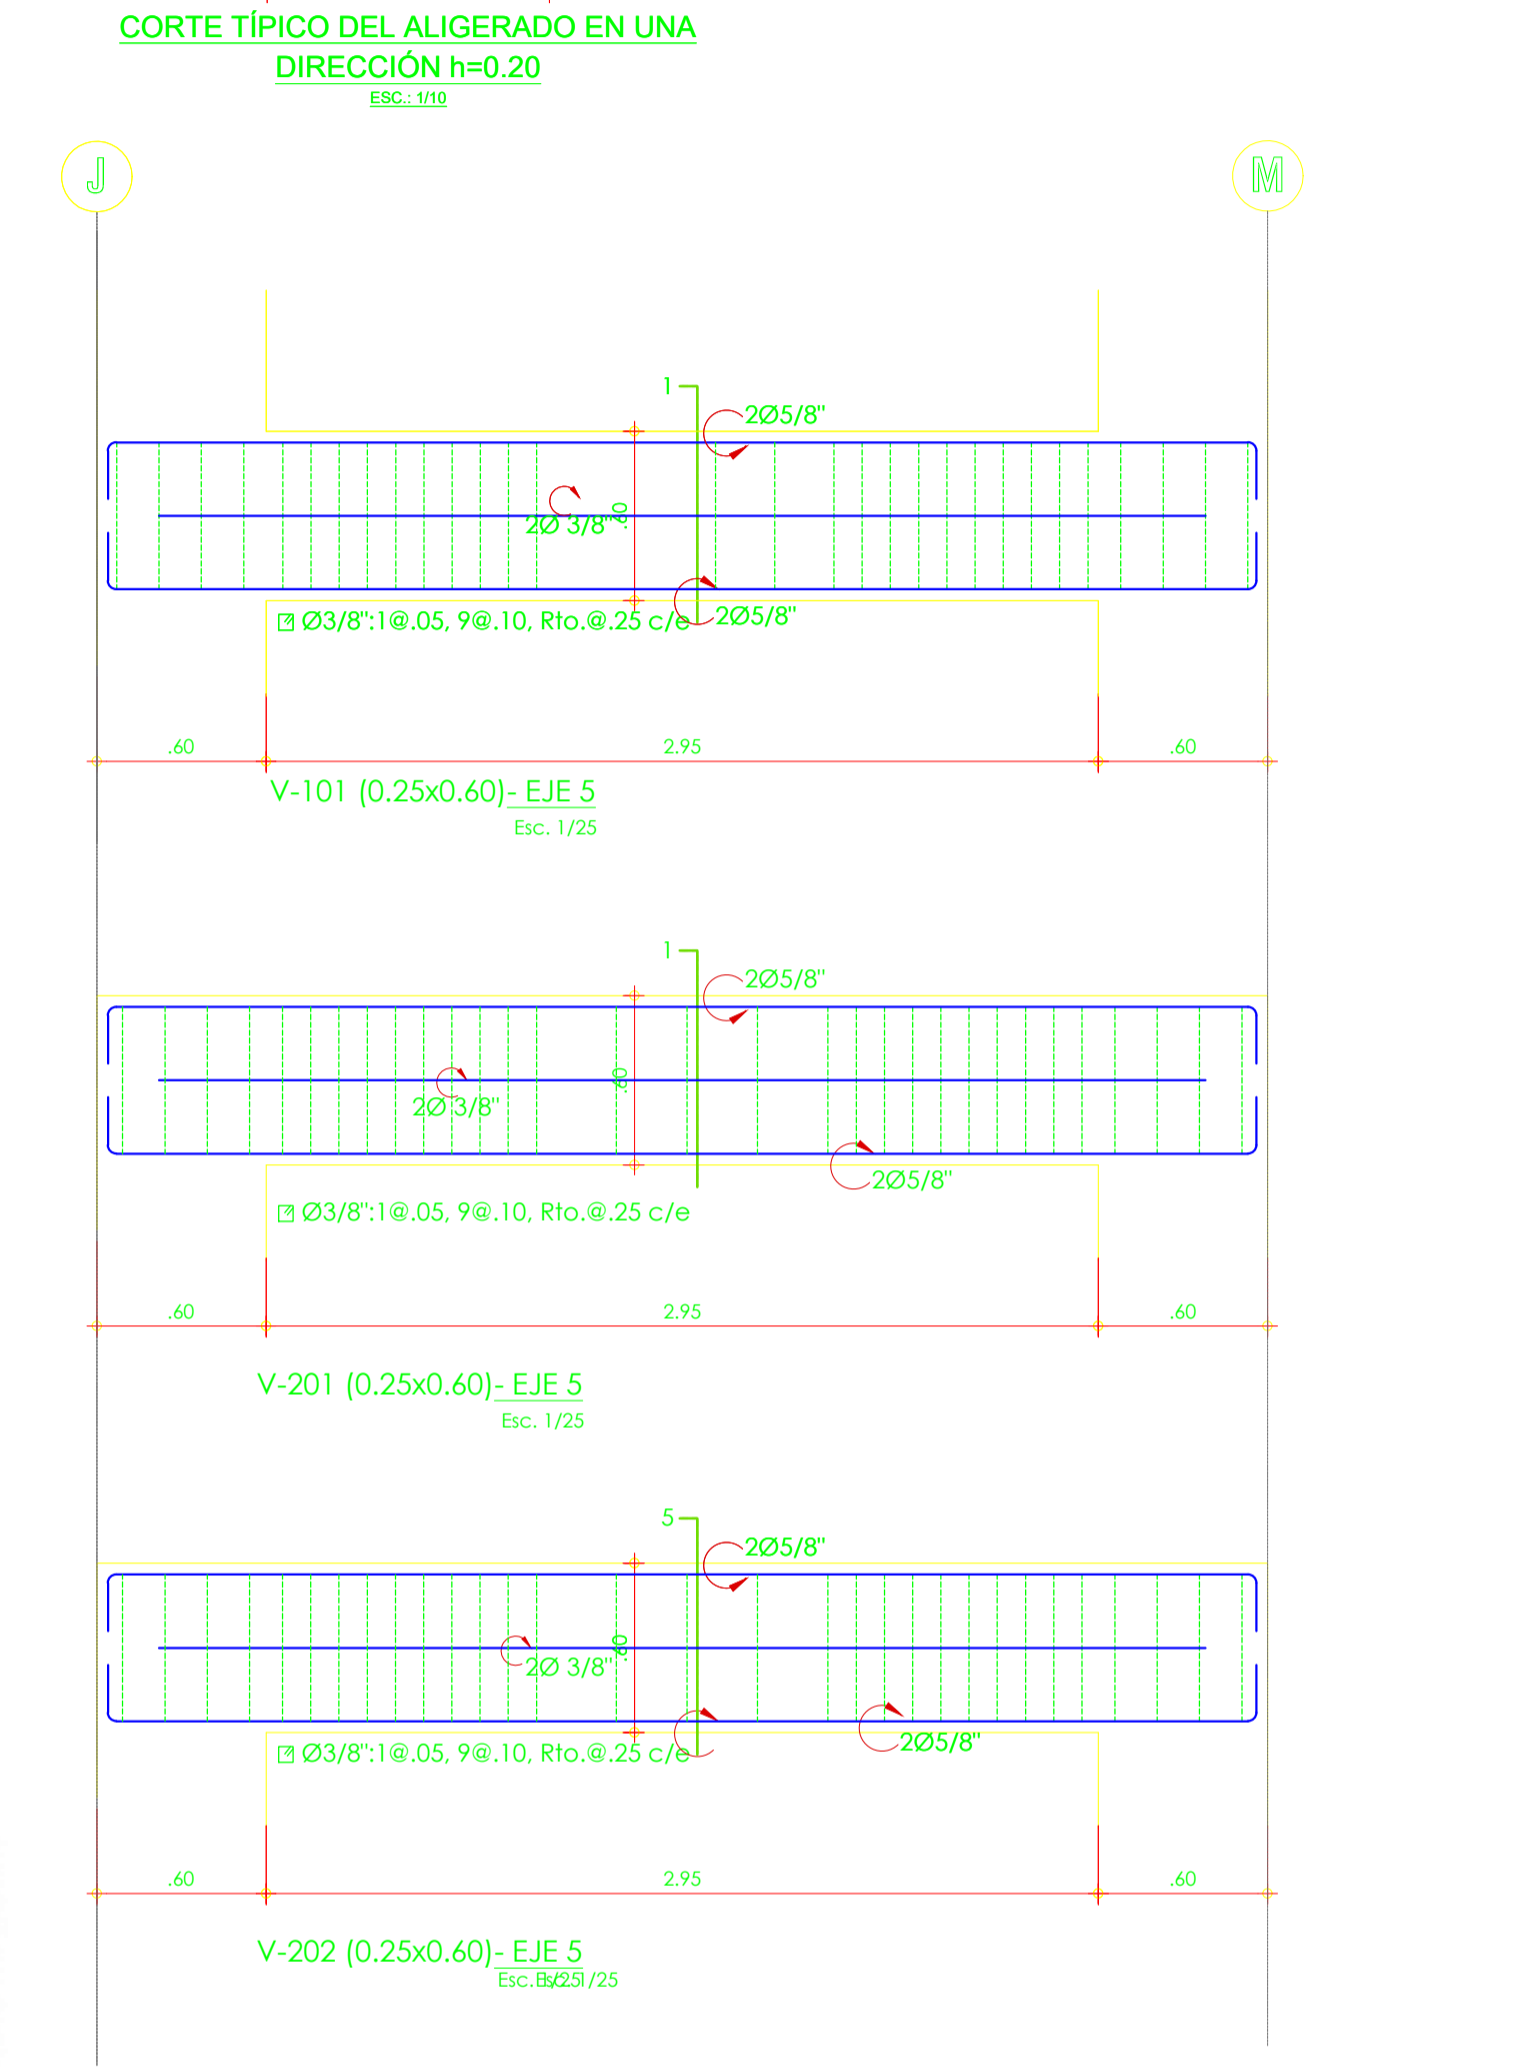 CORTE TÍPICO DEL ALIGERADO EN UNA
DIRECCIÓN h=0.20
ESC.: 1/10
J
M
1
2Ø5/8"
2Ø 3/8"
.60
2Ø5/8"
Ø3/8":1@.05, 9@.10, Rto.@.25 c/e
.60
2.95
.60
V-101 (0.25x0.60)- EJE 5
Esc. 1/25
1
2Ø5/8"
.60
2Ø 3/8"
2Ø5/8"
Ø3/8":1@.05, 9@.10, Rto.@.25 c/e
.60
2.95
.60
V-201 (0.25x0.60)- EJE 5
Esc. 1/25
5
2Ø5/8"
.60
2Ø 3/8"
2Ø5/8"
Ø3/8":1@.05, 9@.10, Rto.@.25 c/e
.60
2.95
.60
V-202 (0.25x0.60)- EJE 5
Esc. 1/25